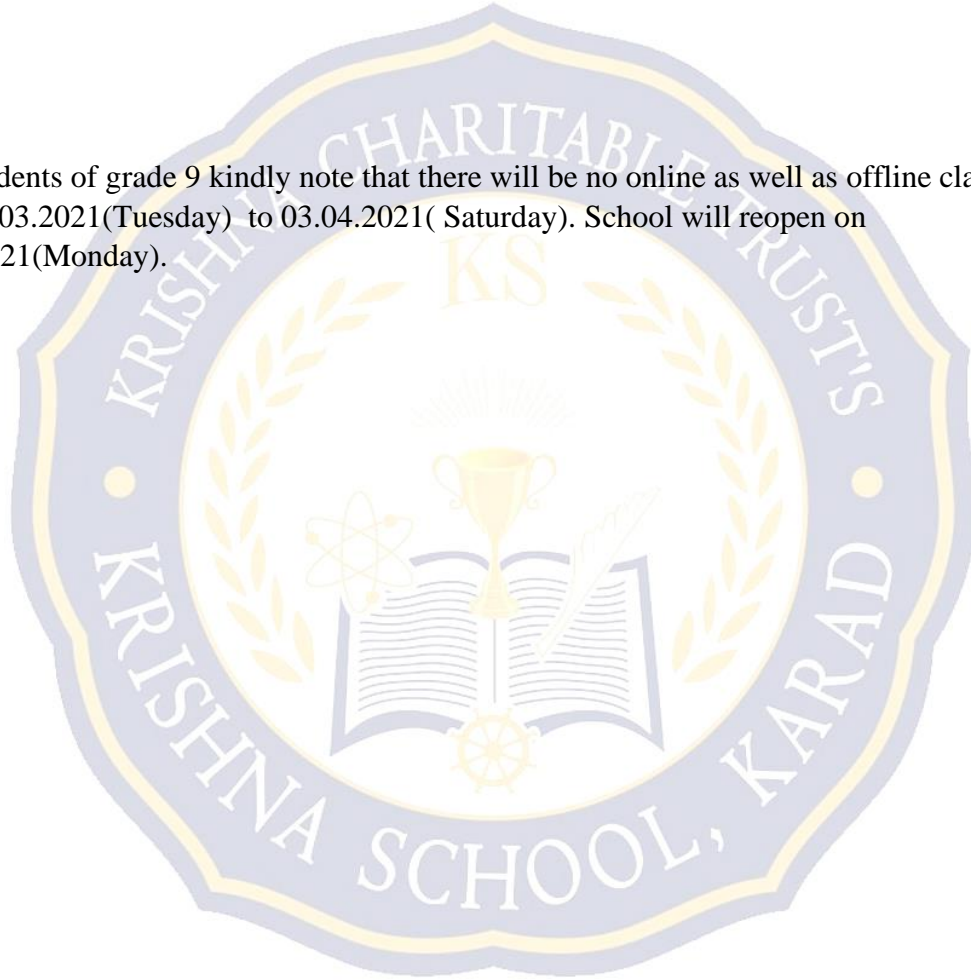 dents of grade 9 kindly note that there will be no online as well as offline cla
03.2021(Tuesday)  to 03.04.2021( Saturday). School will reopen on
21(Monday).
KRISHNA CHARITABLE TRUST'S
KS
KRISHNA SCHOOL, KARAD